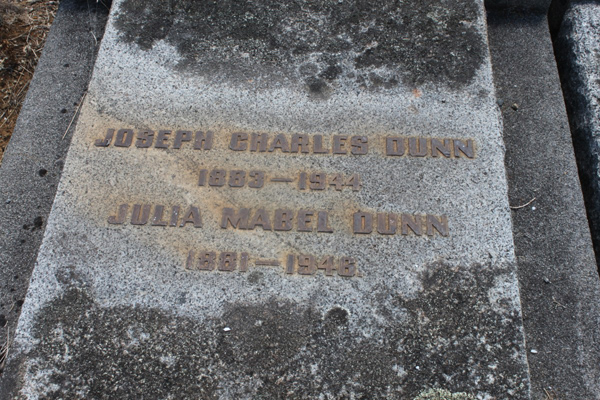 JOSEPH CHARLES DUNN
1883—1944
JULIA MABEL DUNN
1881—1946